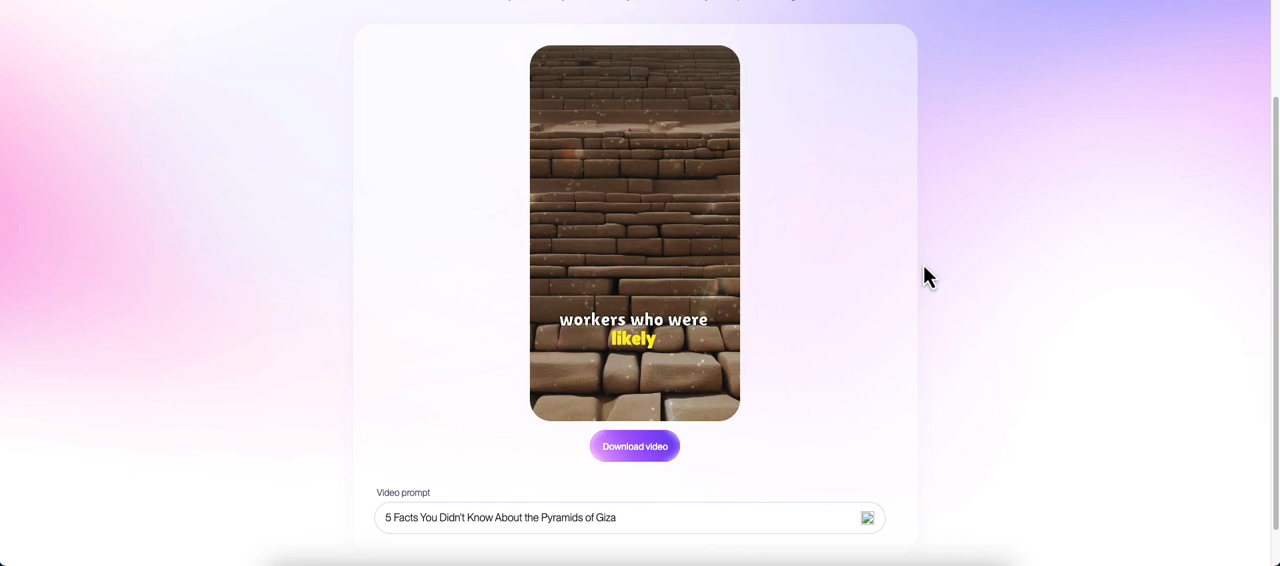 workers who were
likely
Download video
Video prompt
5 Facts You Didn't Know About the Pyramids of Giza